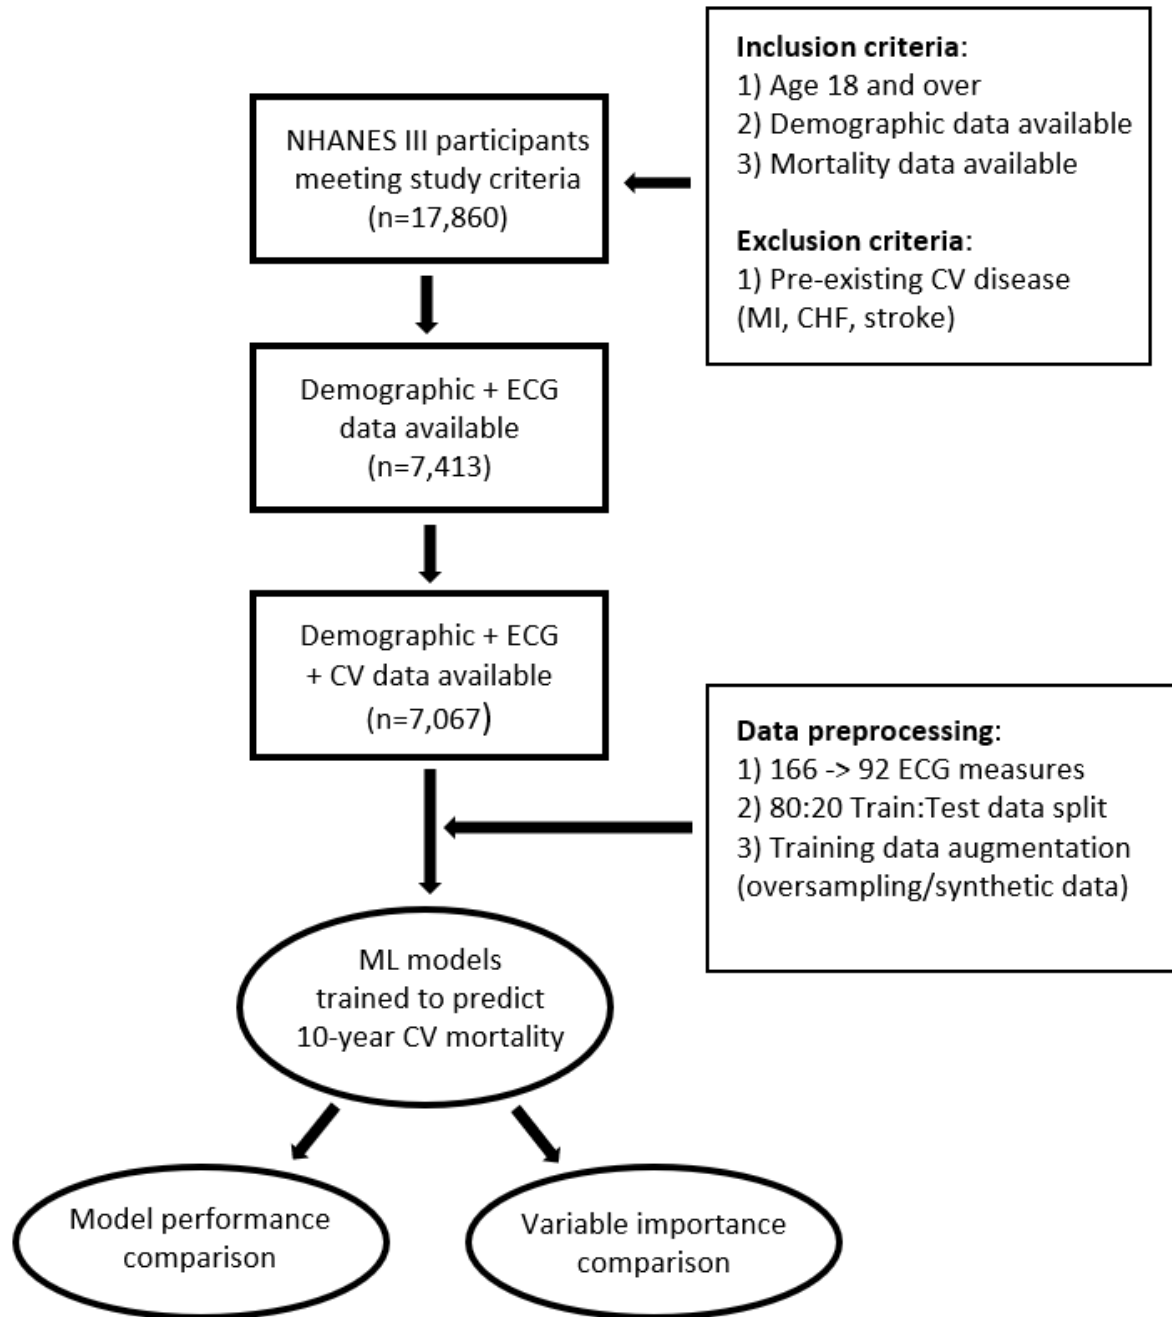 Inclusion criteria:
1) Age 18 and over
2) Demographic data available
3) Mortality data available
Exclusion criteria:
1) Pre-existing CV disease
(MI, CHF, stroke)
NHANES III participants
meeting study criteria
(n=17,860)
Demographic + ECG
data available
(n=7,413)
Demographic + ECG
+ CV data available
(n=7,067)
Data preprocessing:
1) 166 -> 92 ECG measures
2) 80:20 Train:Test data split
3) Training data augmentation
(oversampling/synthetic data)
ML models
trained to predict
10-year CV mortality
Model performance
comparison
Variable importance
comparison